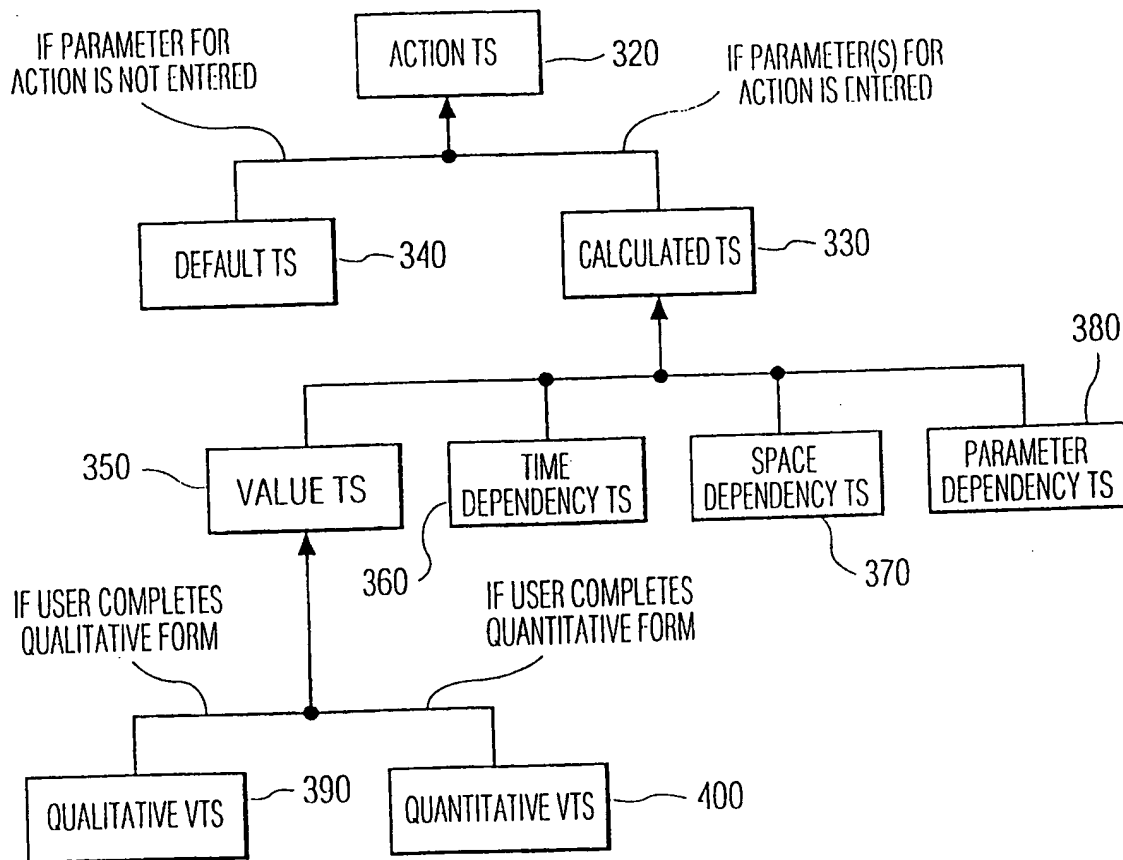 IF PARAMETER FOR
ACTION IS NOT ENTERED
ACTION TS
320
IF PARAMETER(S) FOR
ACTION IS ENTERED
DEFAULT TS
340
CALCULATED TS
330
380
350
VALUE TS
TIME
DEPENDENCY TS
360
SPACE
DEPENDENCY TS
370
PARAMETER
DEPENDENCY TS
IF USER COMPLETES
QUALITATIVE FORM
IF USER COMPLETES
QUANTITATIVE FORM
QUALITATIVE VTS
390
QUANTITATIVE VTS
400